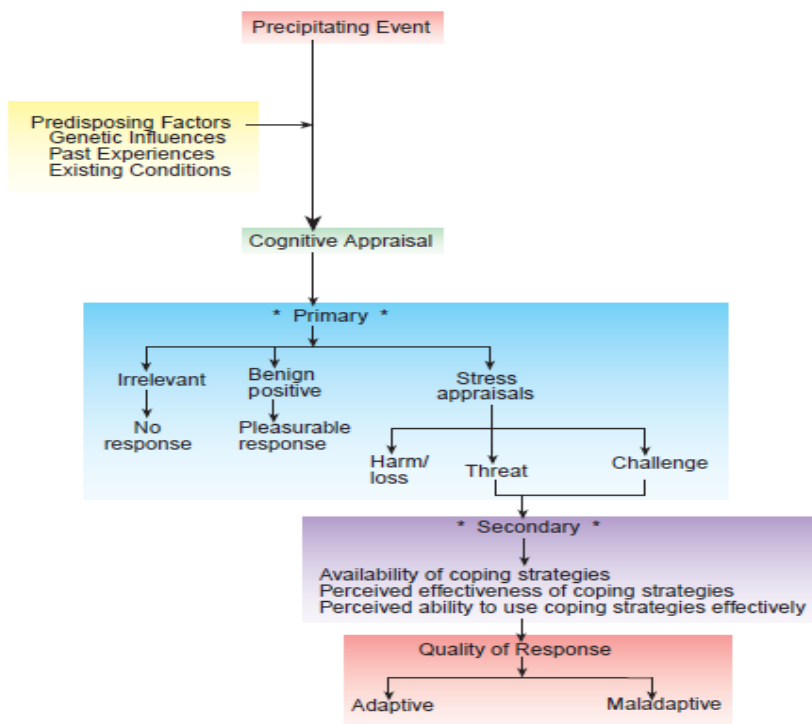 Precipitating Event
Predisposing Factors
Genetic Influences
Past Experiences
Existing Conditions
Cognitive Appraisal
* Primary *
Irrelevant
Benign
positive
Stress
appraisals
No
response
Pleasurable
response
Harm/
loss
Threat
Challenge
* Secondary *
Availability of coping strategies
Perceived effectiveness of coping strategies
Perceived ability to use coping strategies effectively
Quality of Response
Adaptive
Maladaptive